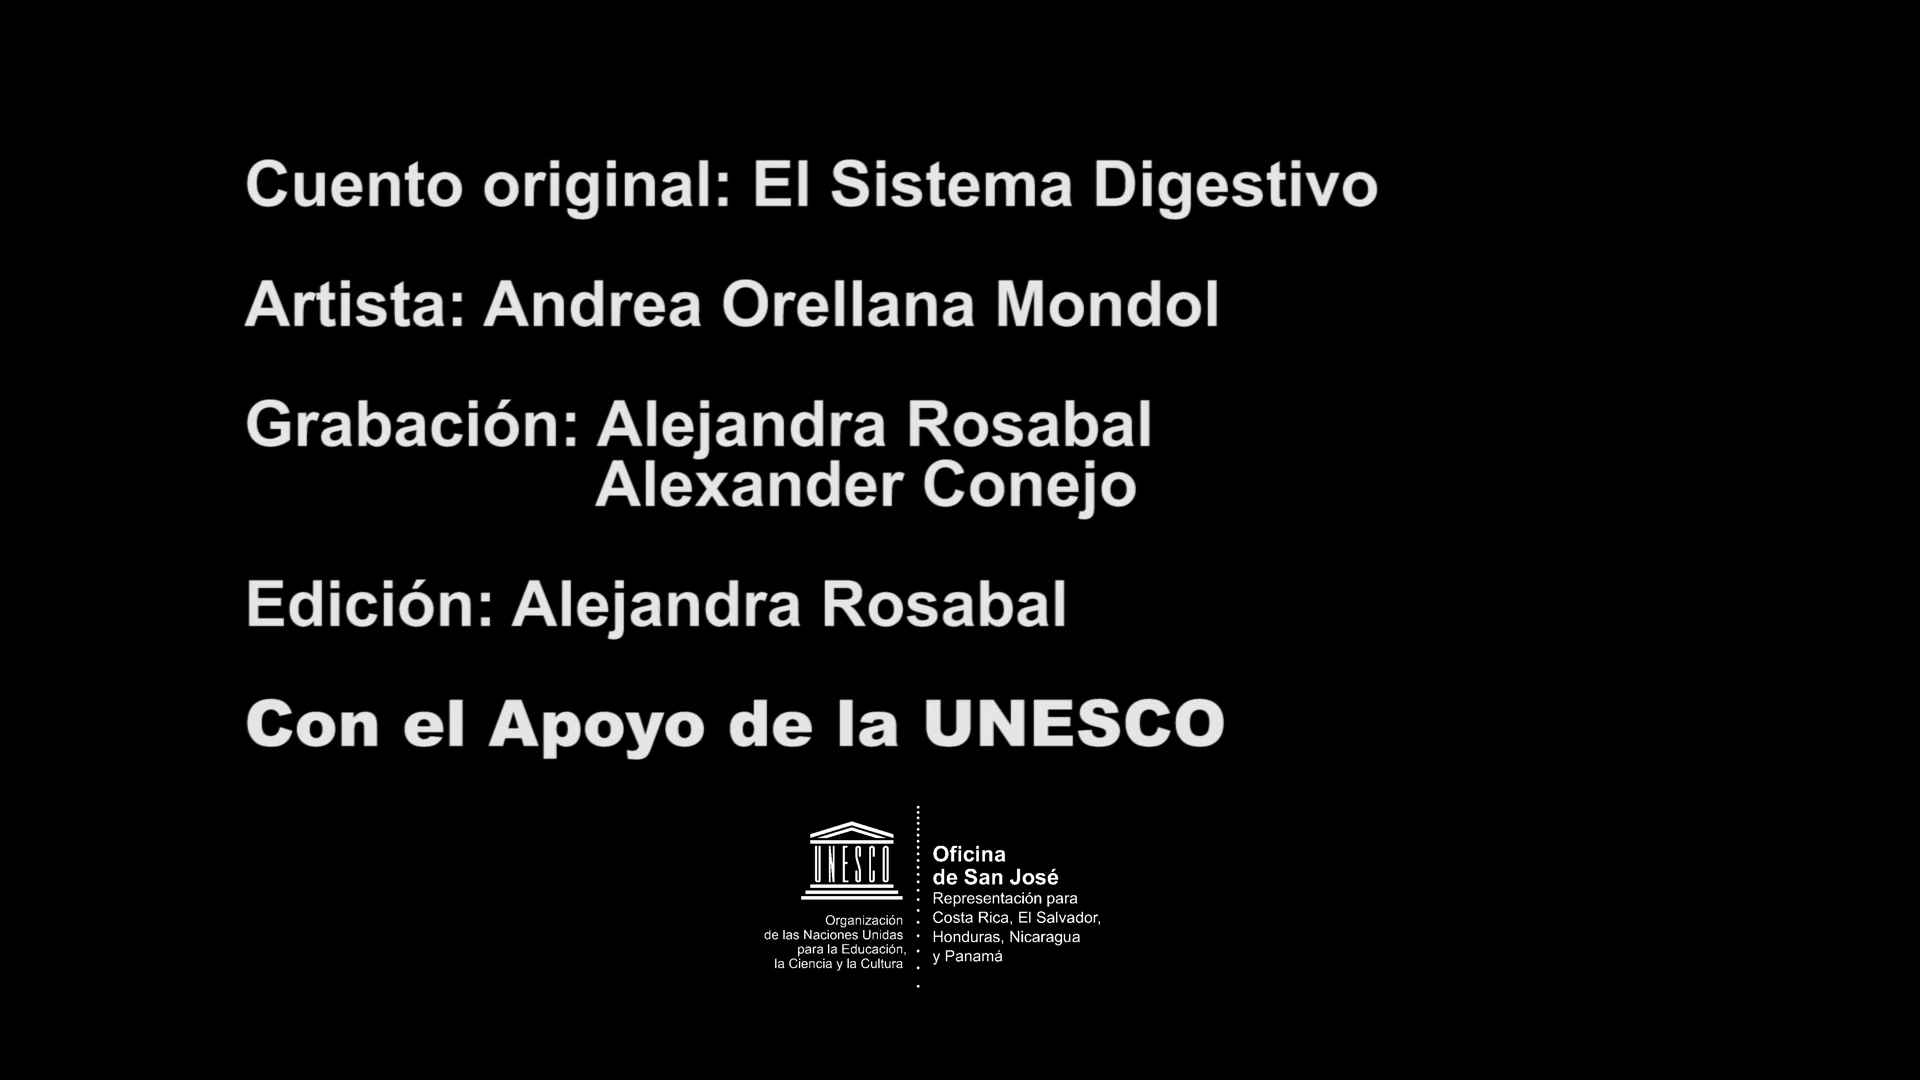 Cuento original: El Sistema Digestivo
Artista: Andrea Orellana Mondol
Grabación: Alejandra Rosabal
Alexander Conejo
Edición: Alejandra Rosabal
Con el Apoyo de la UNESCO
UNESCO
Organización
de las Naciones Unidas
para la Educación,
la Ciencia y la Cultura
Oficina
de San José
Representación para
Costa Rica, El Salvador,
Honduras, Nicaragua
y Panamá